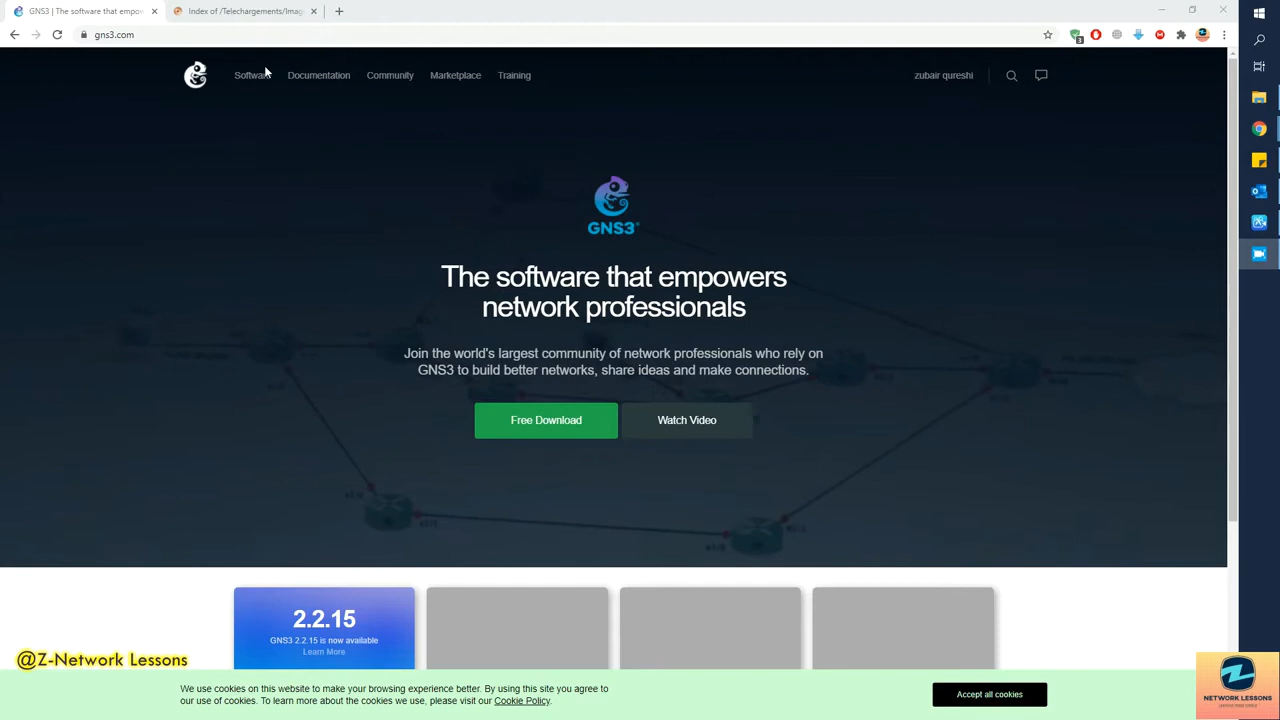 GNS3 | The software that empow
Index of /Telechargements/Imag
gns3.com
3
Software
Documentation
Community
Marketplace
Training
zubair qureshi
GNS3
The software that empowers
network professionals
Join the world's largest community of network professionals who rely on
GNS3 to build better networks, share ideas and make connections.
Free Download
Watch Video
2.2.15
GNS3 2.2.15 is now available
Learn More
@Z-Network Lessons
We use cookies on this website to make your browsing experience better. By using this site you agree to
our use of cookies. To learn more about the cookies we use, please visit our Cookie Policy.
Accept all cookies
NETWORK LESSONS